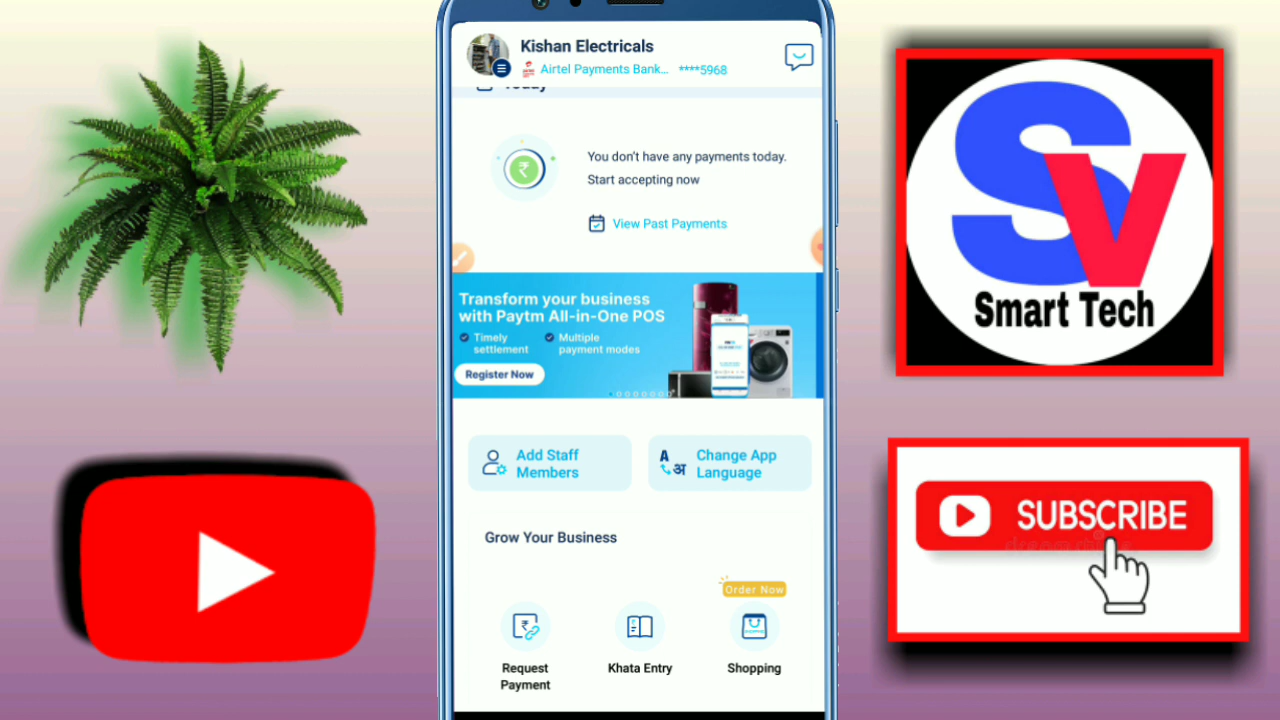 Kishan Electricals
Airtel Payments Bank... ****5968
Today
You don't have any payments today.
Start accepting now
View Past Payments
Transform your business
with Paytm All-in-One POS
Timely
settlement
Multiple
payment modes
Register Now
Add Staff
Members
A
अ
Change App
Language
Grow Your Business
Order Now
Request
Payment
Khata Entry
Shopping
SV
Smart Tech
SUBSCRIBE